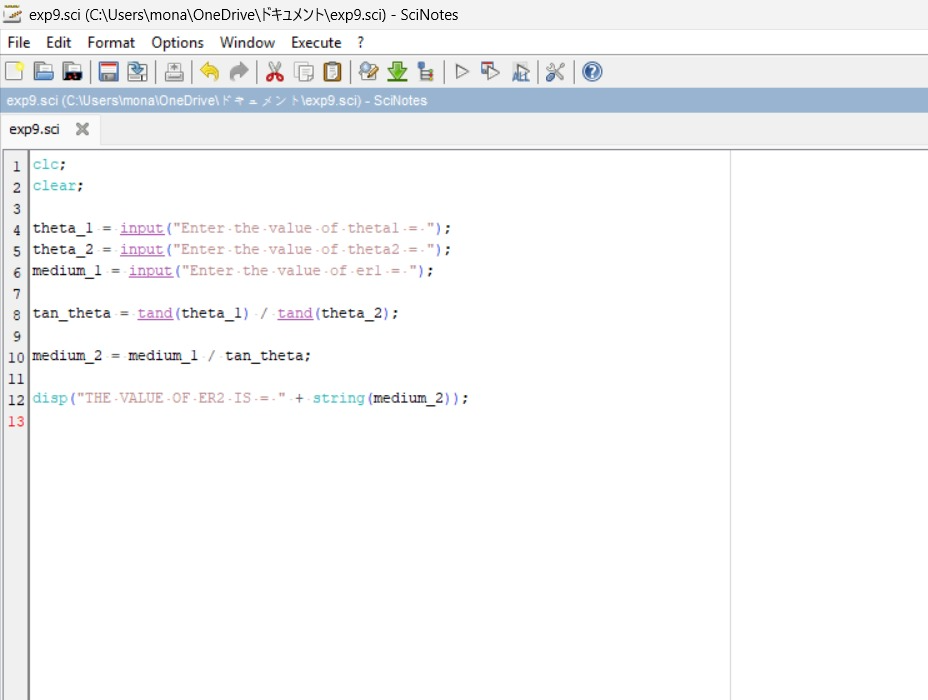 exp9.sci (C:\Users\mona\OneDrive\ドキュメント\exp9.sci) - SciNotes
File Edit Format Options Window Execute ?
exp9.sci (C:\Users\mona\OneDrive\ドキュメント\exp9.sci) - SciNotes
exp9.sci
1 clc;
2 clear;
3
4 theta_1 = input("Enter the value of theta1 = ");
5 theta_2 = input("Enter the value of theta2 = ");
6 medium_1 = input("Enter the value of er1 = ");
7
8 tan_theta = tand(theta_1) / tand(theta_2);
9
10 medium_2 = medium_1 / tan_theta;
11
12 disp("THE VALUE OF ER2 IS = " + string(medium_2));
13